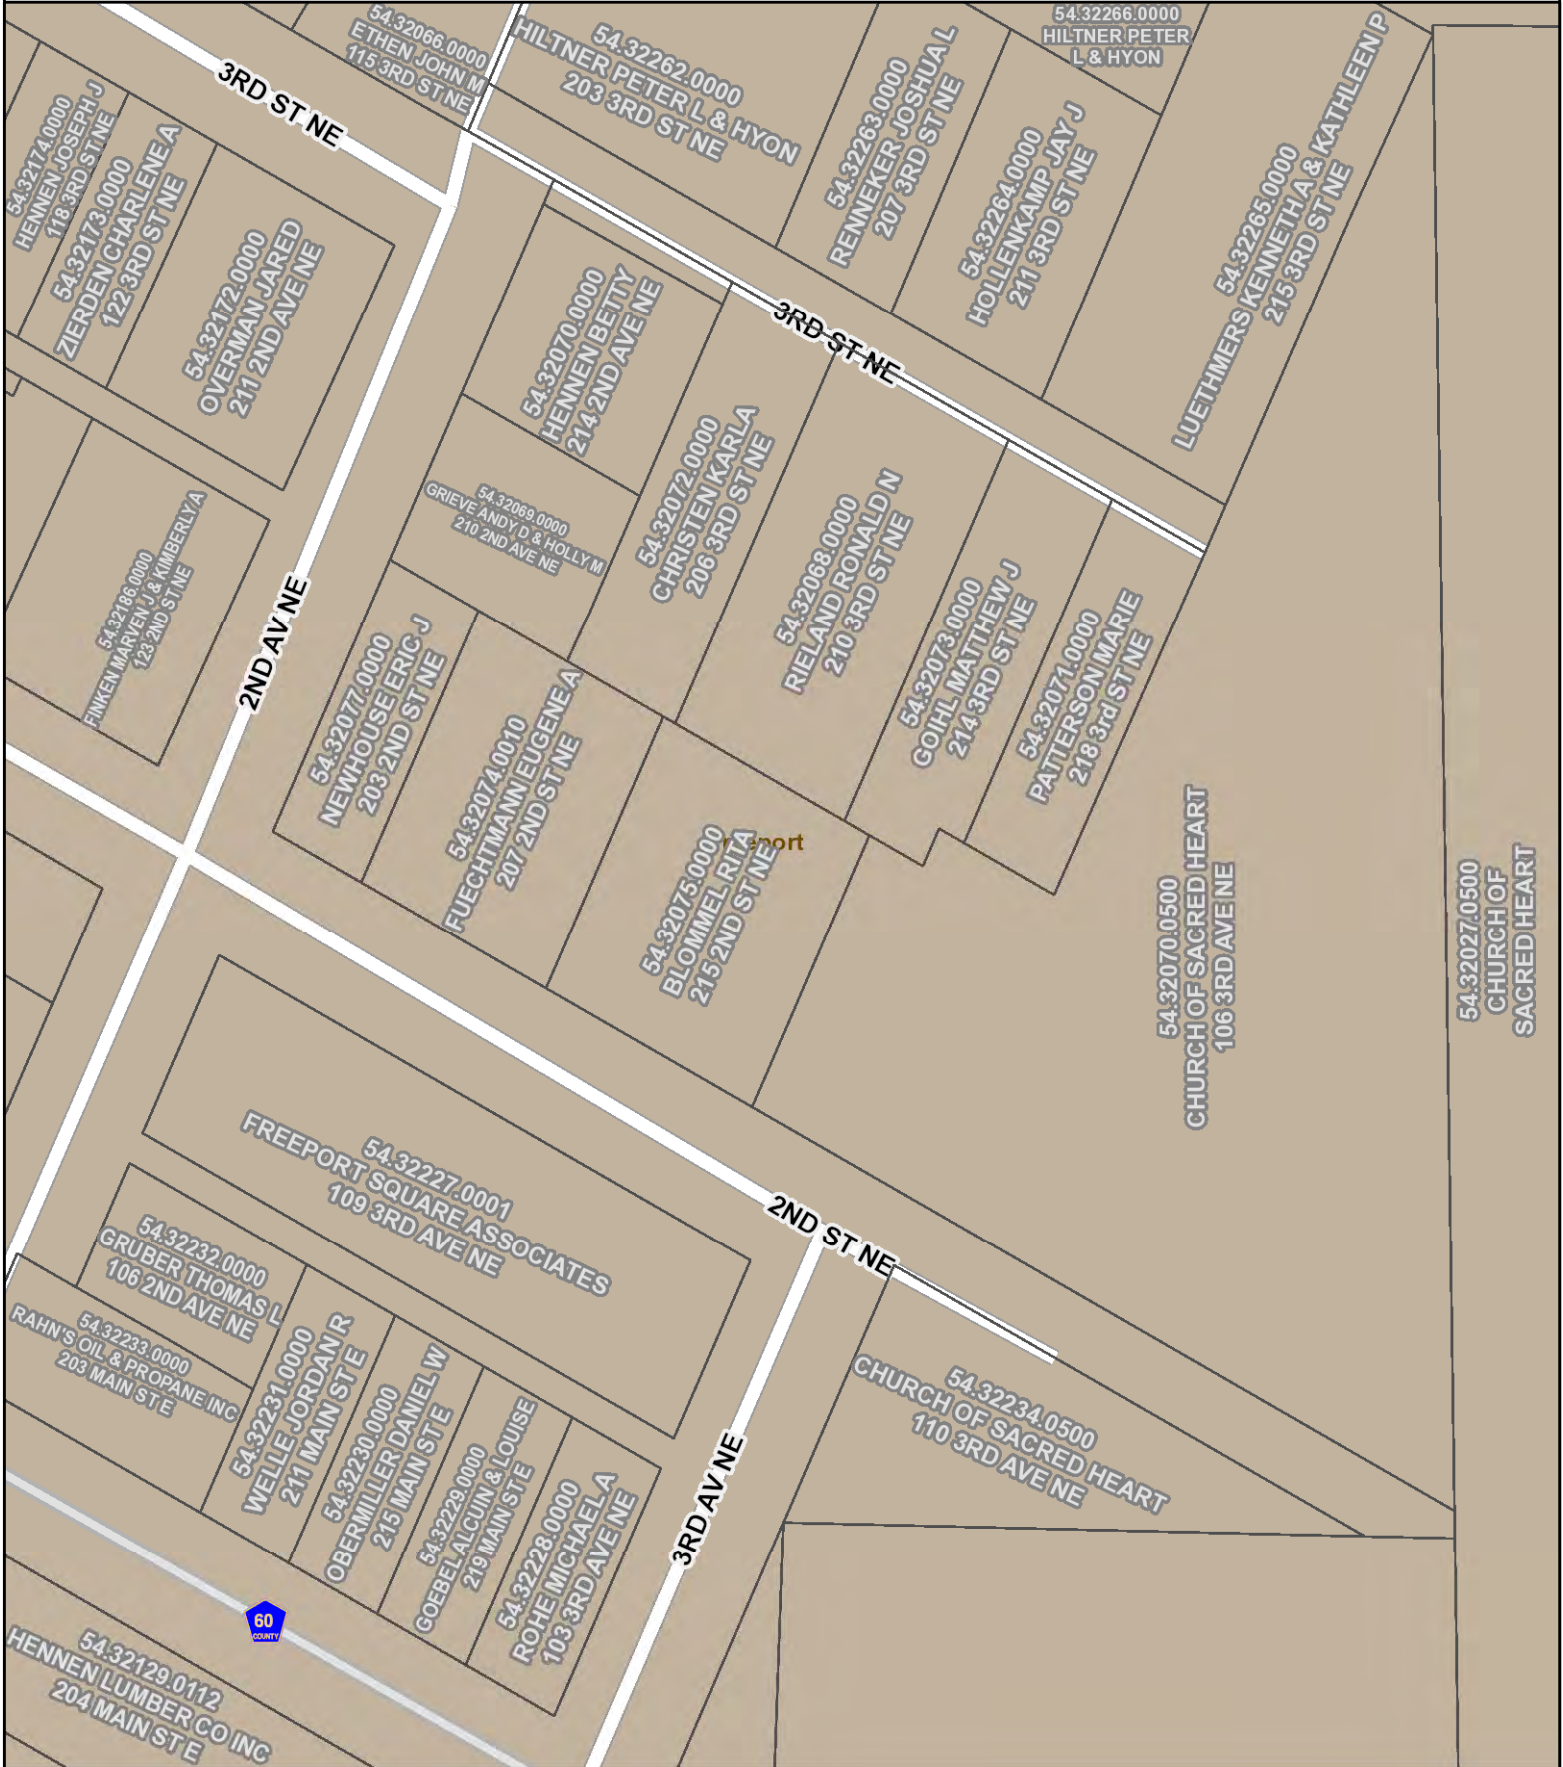 54.32066.0000
ETHEN JOHN M
115 3RD ST NE
54.32262.0000
HILTNER PETER L & HYON
203 3RD ST NE
54.32263.0000
RENNEKER JOSHUA L
207 3RD ST NE
54.32266.0000
HILTNER PETER
L & HYON
54.32264.0000
HOLLENKAMP JAY J
211 3RD ST NE
54.32265.0000
LUETHMERS KENNETHA & KATHLEEN P
215 3RD ST NE
3RD ST NE
54.32174.0000
HENNEN JOSEPH J
118 3RD ST NE
54.32173.0000
ZIERDEN CHARLENE A
122 3RD ST NE
54.32172.0000
OVERMAN JARED
211 2ND AVE NE
54.32070.0000
HENNEN BETTY
214 2ND AVE NE
3RD ST NE
54.32069.0000
GRIEVE ANDY D & HOLLY M
210 2ND AVE NE
54.32072.0000
CHRISTEN KARLA
206 3RD ST NE
54.32068.0000
RIELAND RONALD N
210 3RD ST NE
54.32073.0000
GOIHL MATTHEW J
214 3RD ST NE
54.32071.0000
PATTERSON MARIE
218 3rd ST NE
54.32186.0000
FINKEN MARVEN J & KIMBERLY A
123 2ND ST NE
2ND AV NE
54.32077.0000
NEWHOUSE ERIC J
203 2ND ST NE
54.32074.0010
FUECHTMANN EUGENE A
207 2ND ST NE
54.32075.0000
BLOMMEL RITA
215 2ND ST NE
54.32070.0500
CHURCH OF SACRED HEART
106 3RD AVE NE
54.32027.0500
CHURCH OF
SACRED HEART
54.32227.0001
FREEPORT SQUARE ASSOCIATES
109 3RD AVE NE
2ND ST NE
54.32232.0000
GRUBER THOMAS L
106 2ND AVE NE
54.32233.0000
RAHN'S OIL & PROPANE INC
203 MAIN ST E
54.32231.0000
WELLE JORDAN R
211 MAIN ST E
54.32230.0000
OBERMILLER DANIEL W
215 MAIN ST E
54.32229.0000
GOEBEL ALCUIN & LOUISE
219 MAIN ST E
54.32228.0000
ROHE MICHAEL A
103 3RD AVE NE
3RD AV NE
54.32234.0500
CHURCH OF SACRED HEART
110 3RD AVE NE
60
COUNTY
54.32129.0112
HENNEN LUMBER CO INC
204 MAIN ST E